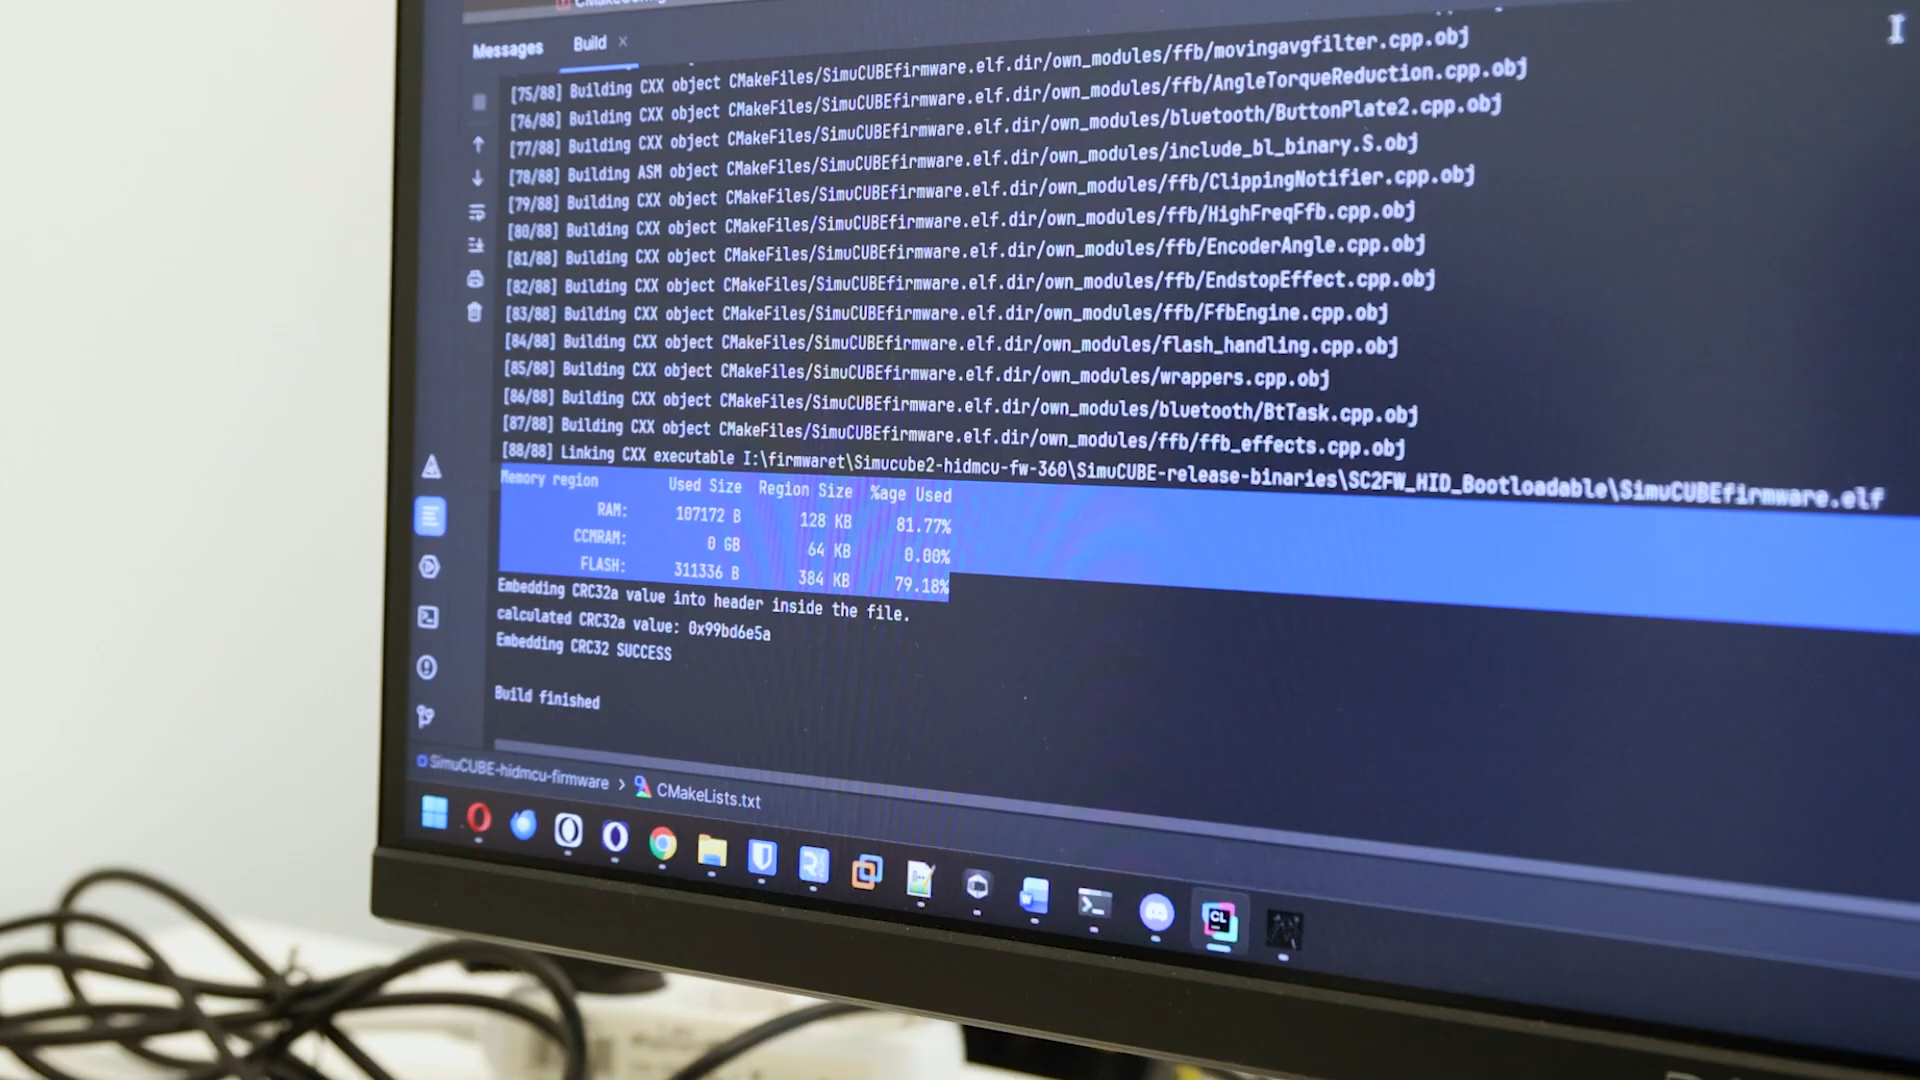 Messages Build ×
[75/88] Building CXX object CMakeFiles/SimuCUBEfirmware.elf.dir/own_modules/ffb/movingavgfilter.cpp.obj
[76/88] Building CXX object CMakeFiles/SimuCUBEfirmware.elf.dir/own_modules/ffb/AngleTorqueReduction.cpp.obj
[77/88] Building CXX object CMakeFiles/SimuCUBEfirmware.elf.dir/own_modules/bluetooth/ButtonPlate2.cpp.obj
[78/88] Building ASM object CMakeFiles/SimuCUBEfirmware.elf.dir/own_modules/include_bl_binary.S.obj
[79/88] Building CXX object CMakeFiles/SimuCUBEfirmware.elf.dir/own_modules/ffb/ClippingNotifier.cpp.obj
[80/88] Building CXX object CMakeFiles/SimuCUBEfirmware.elf.dir/own_modules/ffb/HighFreqFfb.cpp.obj
[81/88] Building CXX object CMakeFiles/SimuCUBEfirmware.elf.dir/own_modules/ffb/EncoderAngle.cpp.obj
[82/88] Building CXX object CMakeFiles/SimuCUBEfirmware.elf.dir/own_modules/ffb/EndstopEffect.cpp.obj
[83/88] Building CXX object CMakeFiles/SimuCUBEfirmware.elf.dir/own_modules/ffb/FfbEngine.cpp.obj
[84/88] Building CXX object CMakeFiles/SimuCUBEfirmware.elf.dir/own_modules/flash_handling.cpp.obj
[85/88] Building CXX object CMakeFiles/SimuCUBEfirmware.elf.dir/own_modules/wrappers.cpp.obj
[86/88] Building CXX object CMakeFiles/SimuCUBEfirmware.elf.dir/own_modules/bluetooth/BtTask.cpp.obj
[87/88] Building CXX object CMakeFiles/SimuCUBEfirmware.elf.dir/own_modules/ffb/ffb_effects.cpp.obj
[88/88] Linking CXX executable I:\firmwaret\Simucube2-hidmcu-fw-360\SimuCUBE-release-binaries\SC2FW_HID_Bootloadable\SimuCUBEfirmware.elf
Memory region Used Size Region Size %age Used
RAM: 107172 B 128 KB 81.77%
CCMRAM: 0 GB 64 KB 0.00%
FLASH: 311336 B 384 KB 79.18%
Embedding CRC32a value into header inside the file.
calculated CRC32a value: 0x99bd6e5a
Embedding CRC32 SUCCESS
Build finished
SimuCUBE-hidmcu-firmware > CMakeLists.txt
CL